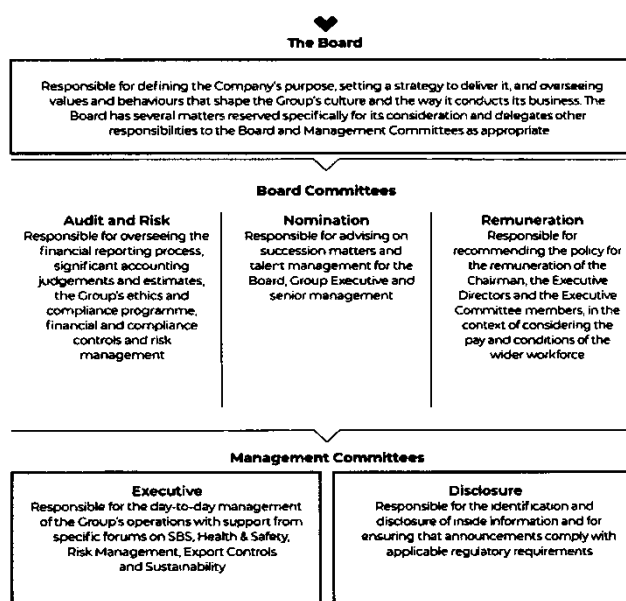 The Board
Responsible for defining the Company's purpose, setting a strategy to deliver it, and overseeing
values and behaviours that shape the Group's culture and the way it conducts its business. The
Board has several matters reserved specifically for its consideration and delegates other
responsibilities to the Board and Management Committees as appropriate
Board Committees
Audit and Risk
Responsible for overseeing the
financial reporting process,
significant accounting
judgements and estimates,
the Group's ethics and
compliance programme,
financial and compliance
controls and risk
management
Nomination
Responsible for advising on
succession matters and
talent management for the
Board, Group Executive and
senior management
Remuneration
Responsible for
recommending the policy for
the remuneration of the
Chairman, the Executive
Directors and the Executive
Committee members, in the
context of considering the
pay and conditions of the
wider workforce
Management Committees
Executive
Responsible for the day-to-day management
of the Group's operations with support from
specific forums on SBS, Health & Safety,
Risk Management, Export Controls
and Sustainability
Disclosure
Responsible for the identification and
disclosure of inside information and for
ensuring that announcements comply with
applicable regulatory requirements